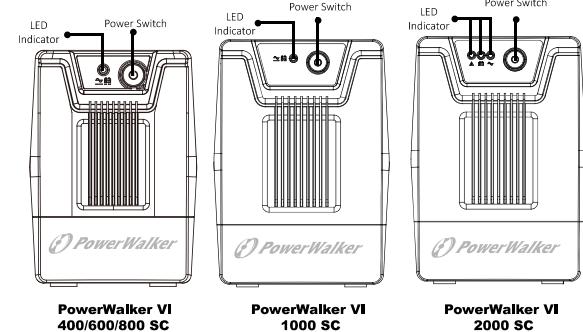 LED
Indicator
Power Switch
LED
Indicator
Power Switch
LED
Indicator
Power Switch
PowerWalker
PowerWalker
PowerWalker
PowerWalker VI
400/600/800 SC
PowerWalker VI
1000 SC
PowerWalker VI
2000 SC